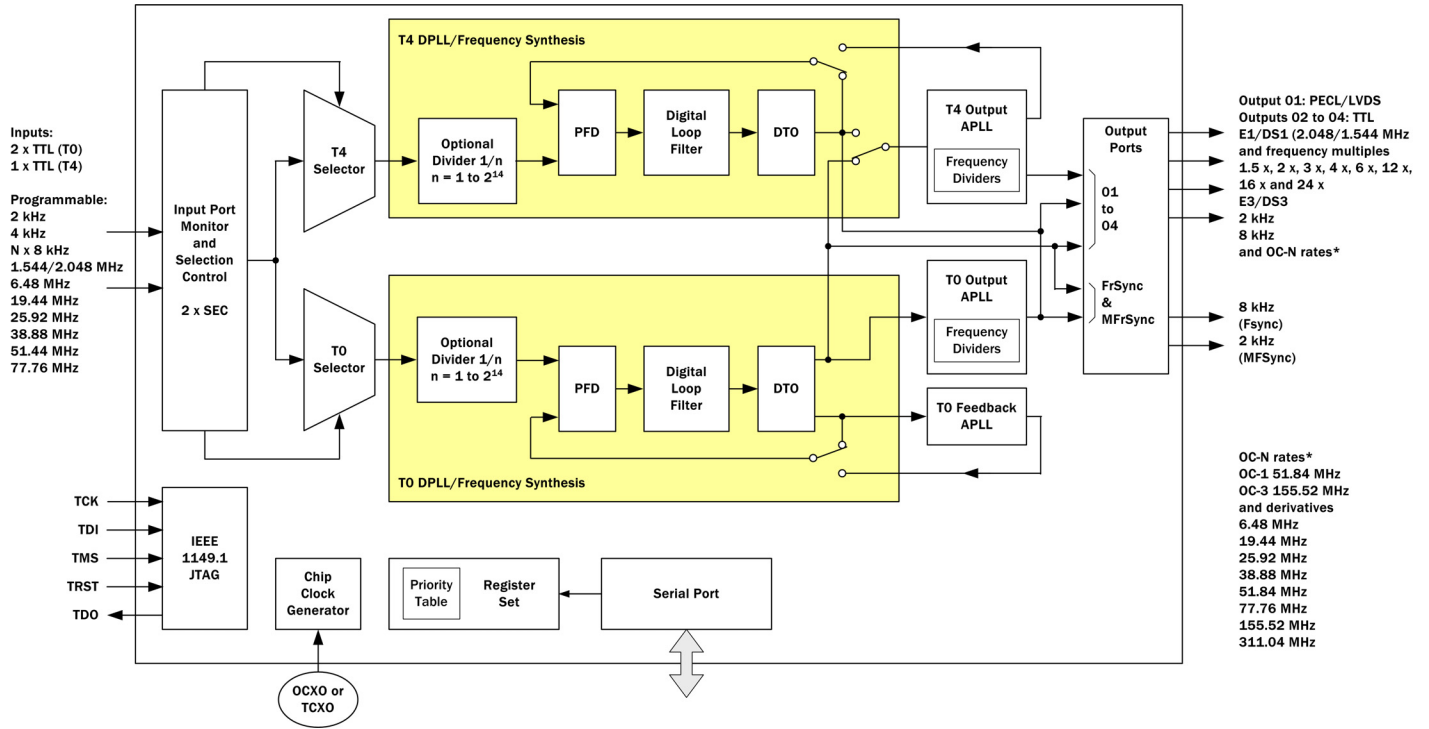 Inputs:
2 x TTL (T0)
1 x TTL (T4)
Programmable:
2 kHz
4 kHz
N x 8 kHz
1.544/2.048 MHz
6.48 MHz
19.44 MHz
25.92 MHz
38.88 MHz
51.44 MHz
77.76 MHz
Input Port
Monitor
and
Selection
Control
2 x SEC
T4
Selector
T0
Selector
T4 DPLL/Frequency Synthesis
Optional
Divider 1/n
n = 1 to 2¹⁴
PFD
Digital
Loop
Filter
DTO
T4 Output
APLL
Frequency
Dividers
Optional
Divider 1/n
n = 1 to 2¹⁴
PFD
Digital
Loop
Filter
DTO
T0 DPLL/Frequency Synthesis
T0 Output
APLL
Frequency
Dividers
T0 Feedback
APLL
Output
Ports
01
to
04
FrSync
&
MFrSync
Output 01: PECL/LVDS
Outputs 02 to 04: TTL
E1/DS1 (2.048/1.544 MHz
and frequency multiples
1.5 x, 2 x, 3 x, 4 x, 6 x, 12 x,
16 x and 24 x
E3/DS3
2 kHz
8 kHz
and OC-N rates*
8 kHz
(Fsync)
2 kHz
(MFSync)
OC-N rates*
OC-1 51.84 MHz
OC-3 155.52 MHz
and derivatives
6.48 MHz
19.44 MHz
25.92 MHz
38.88 MHz
51.84 MHz
77.76 MHz
155.52 MHz
311.04 MHz
TCK
TDI
TMS
TRST
TDO
IEEE
1149.1
JTAG
Chip
Clock
Generator
OCXO or
TCXO
Priority
Table
Register
Set
Serial Port